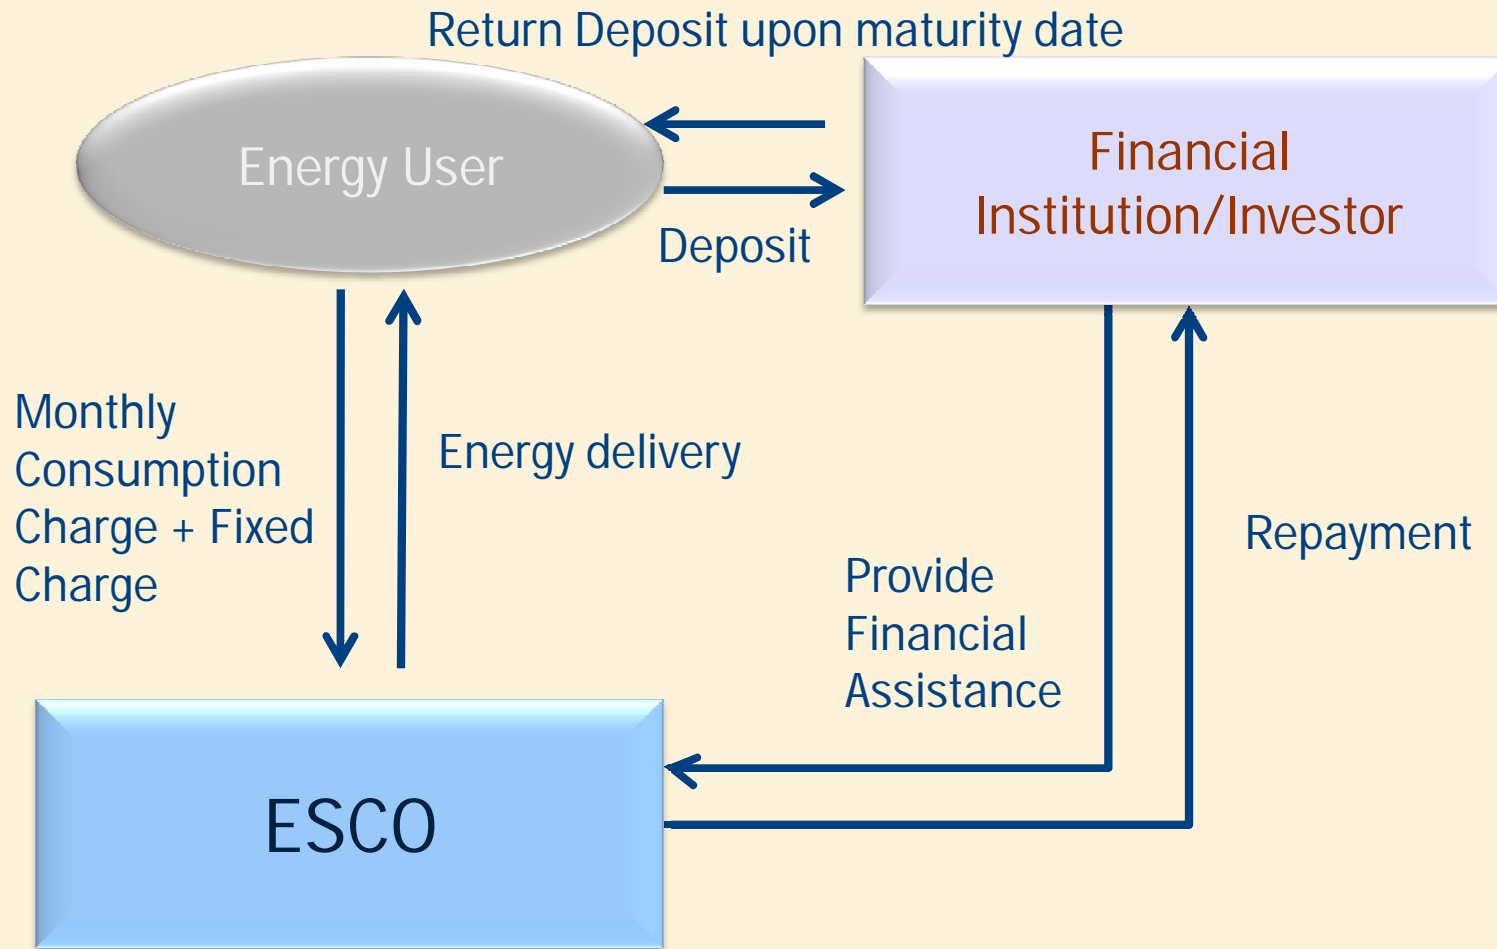 Return Deposit upon maturity date
Energy User
Financial
Institution/Investor
Deposit
Monthly
Consumption
Charge + Fixed
Charge
Energy delivery
Provide
Financial
Assistance
Repayment
ESCO